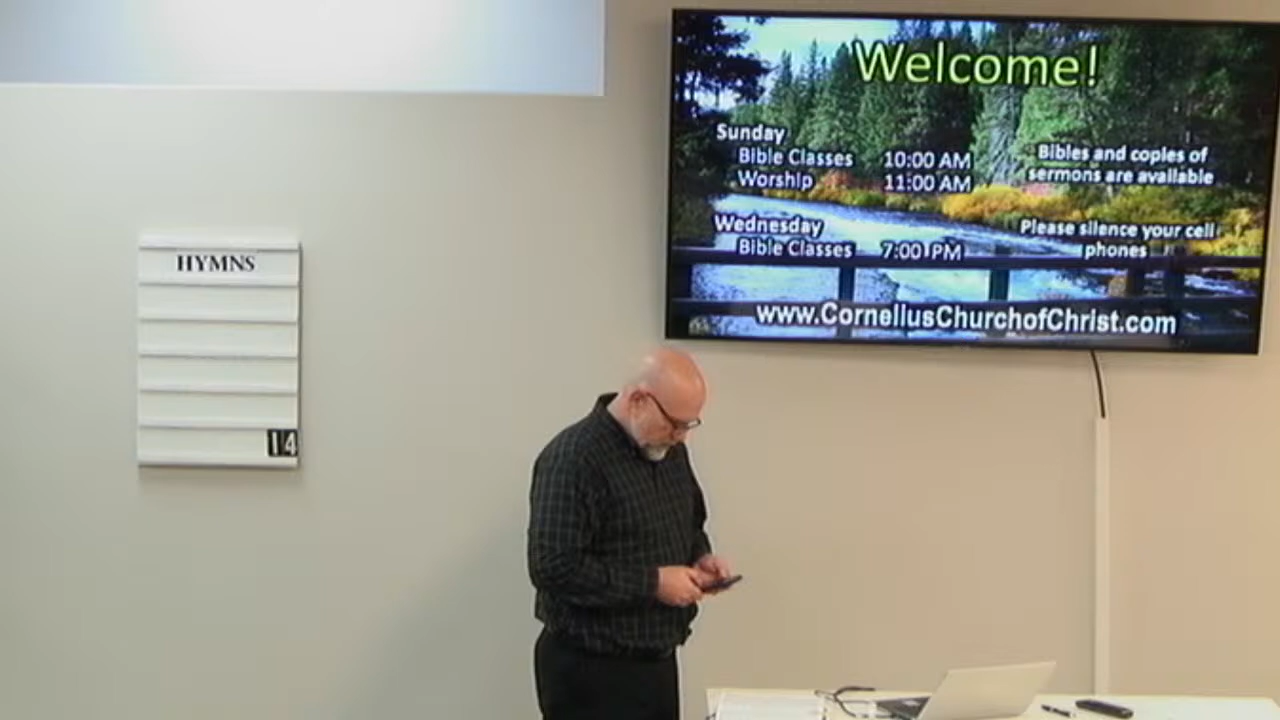 Welcome!
Sunday
Bible Classes 10:00 AM
Worship 11:00 AM
Bibles and copies of
sermons are available
Wednesday
Bible Classes 7:00 PM
Please silence your cell
phones
www.CorneliusChurchofChrist.com
HYMNS
14